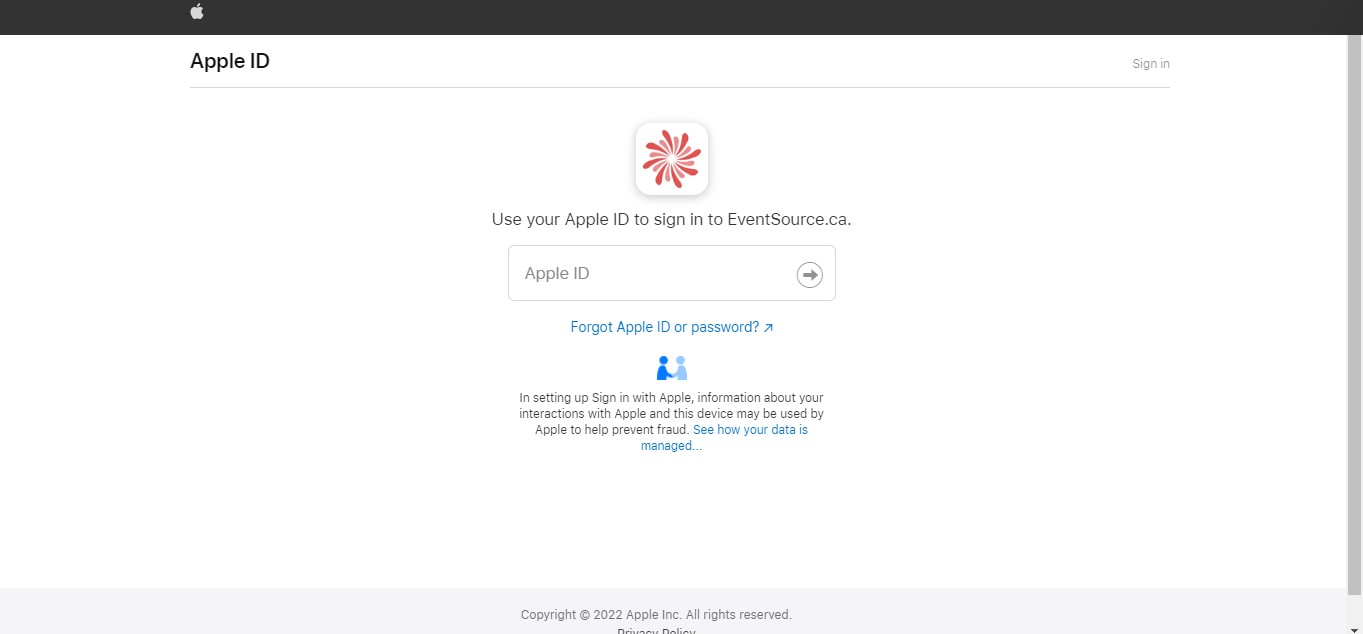 Apple ID
Sign in
Use your Apple ID to sign in to EventSource.ca.
Apple ID
Forgot Apple ID or password? ↗
In setting up Sign in with Apple, information about your
interactions with Apple and this device may be used by
Apple to help prevent fraud. See how your data is
managed...
Copyright © 2022 Apple Inc. All rights reserved.
Privacy Policy